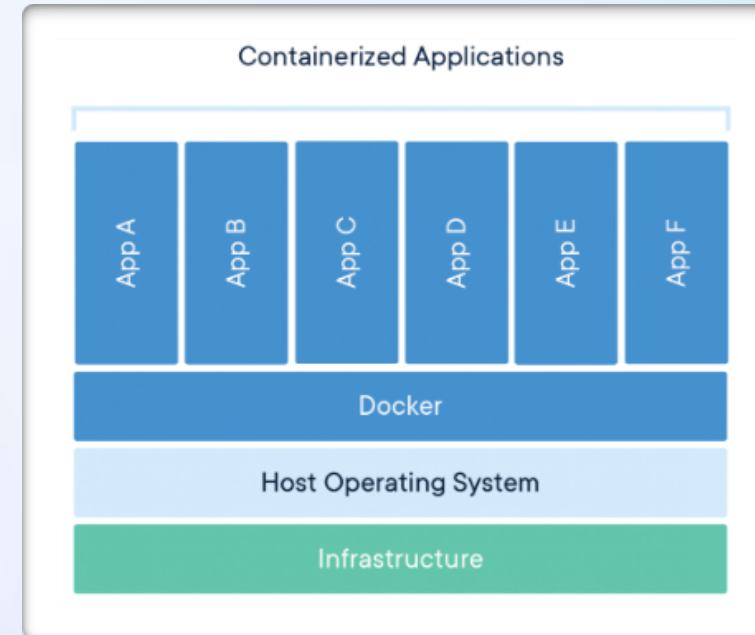 Containerized Applications
App A
App B
App C
App D
App E
App F
Docker
Host Operating System
Infrastructure